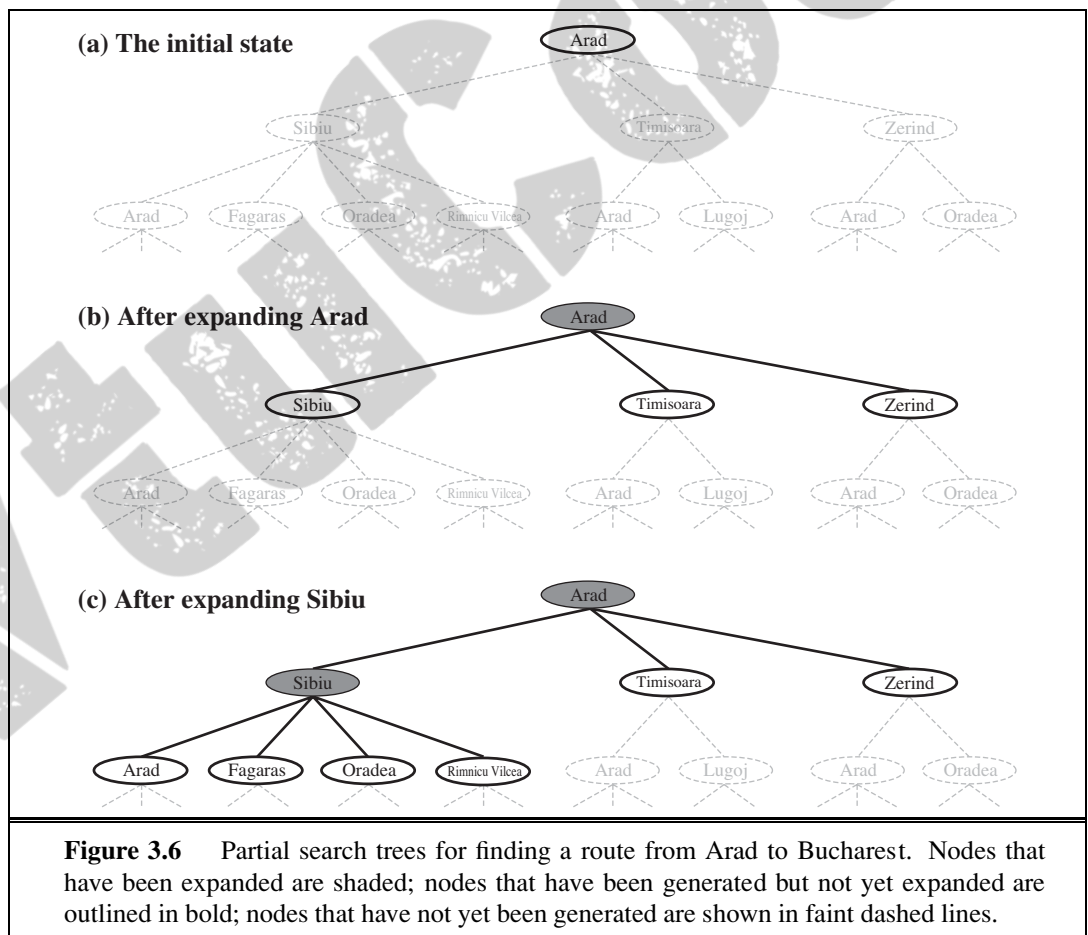 (a) The initial state
Arad
Sibiu
Timisoara
Zerind
Arad Fagaras Oradea Rimnicu Vilcea Arad Lugoj Arad Oradea
(b) After expanding Arad
Arad
Sibiu
Timisoara
Zerind
Arad Fagaras Oradea Rimnicu Vilcea Arad Lugoj Arad Oradea
(c) After expanding Sibiu
Arad
Sibiu
Timisoara
Zerind
Arad Fagaras Oradea Rimnicu Vilcea Arad Lugoj Arad Oradea
Figure 3.6 Partial search trees for finding a route from Arad to Bucharest. Nodes that
have been expanded are shaded; nodes that have been generated but not yet expanded are
outlined in bold; nodes that have not yet been generated are shown in faint dashed lines.